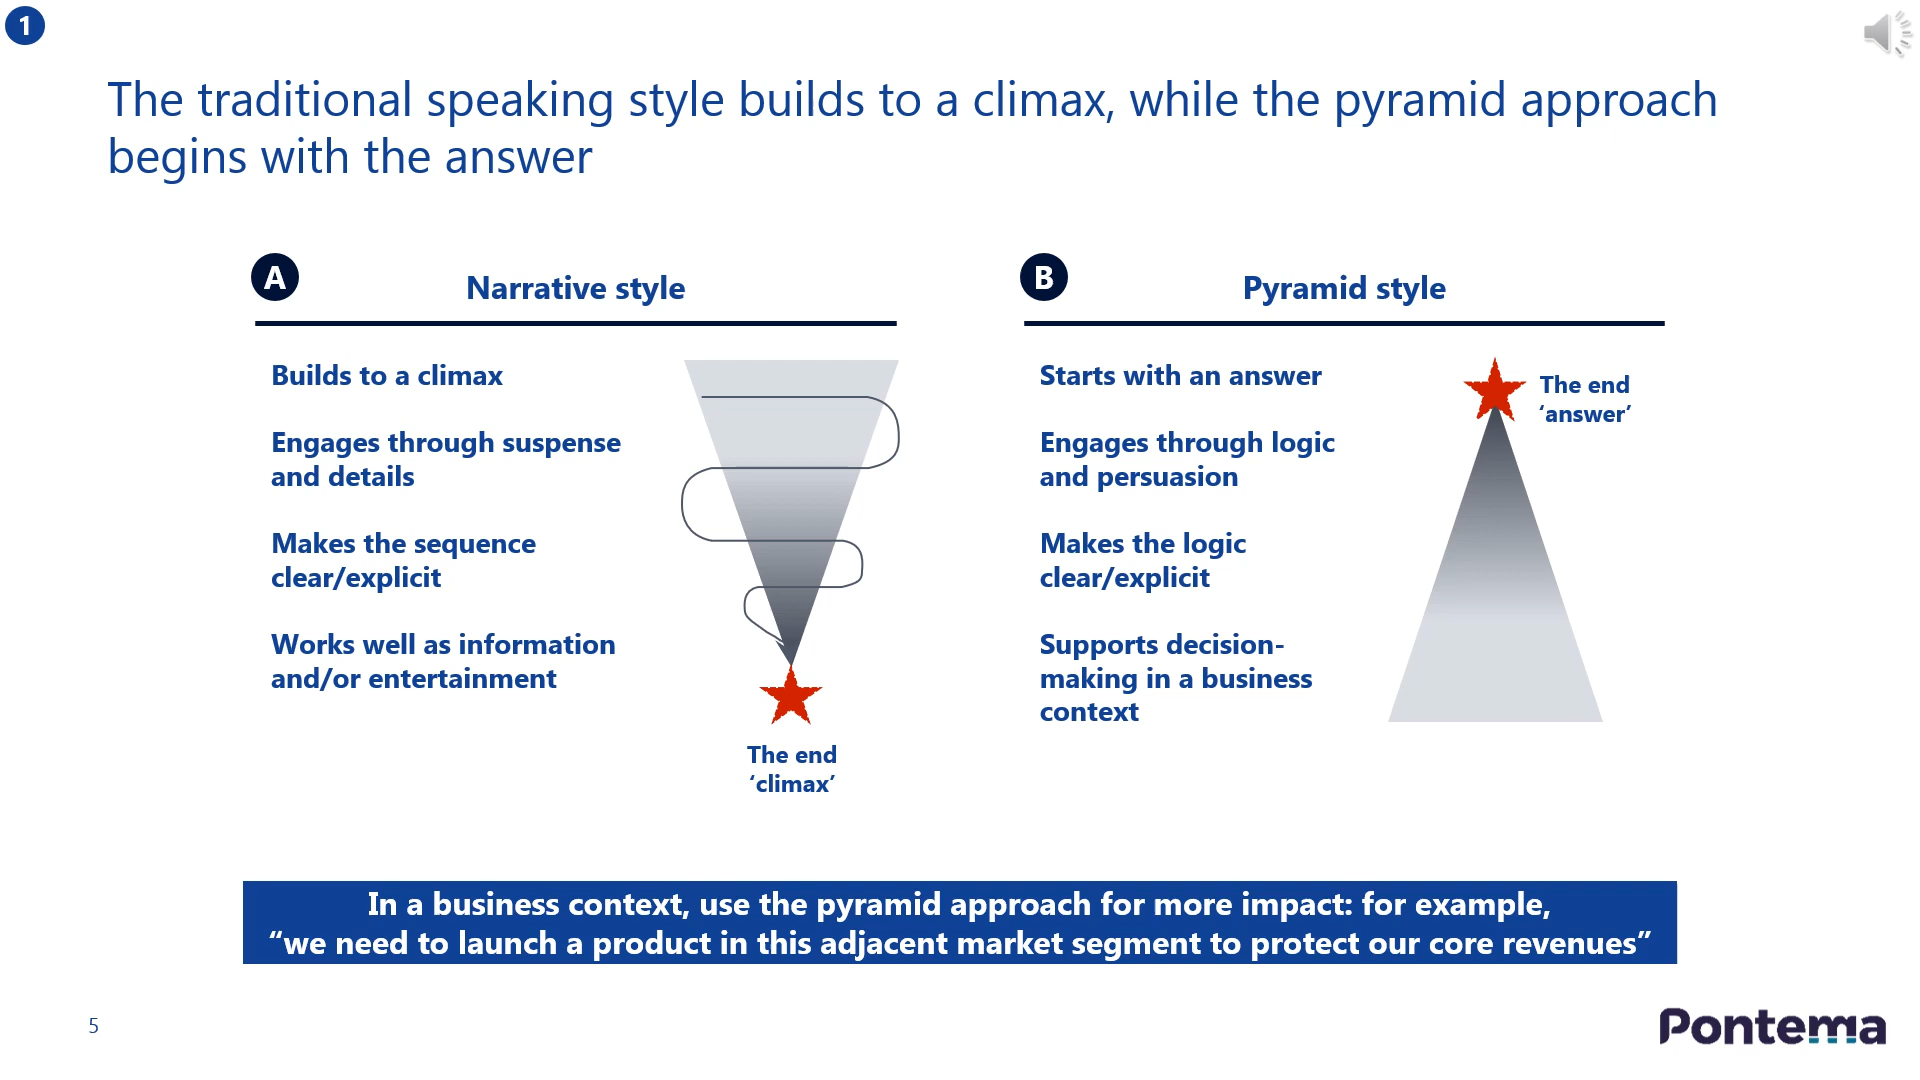 1
The traditional speaking style builds to a climax, while the pyramid approach
begins with the answer
A
Narrative style
Builds to a climax
Engages through suspense
and details
Makes the sequence
clear/explicit
Works well as information
and/or entertainment
The end
‘climax’
B
Pyramid style
Starts with an answer
Engages through logic
and persuasion
Makes the logic
clear/explicit
Supports decision-
making in a business
context
The end
‘answer’
In a business context, use the pyramid approach for more impact: for example,
“we need to launch a product in this adjacent market segment to protect our core revenues”
5
Pontema